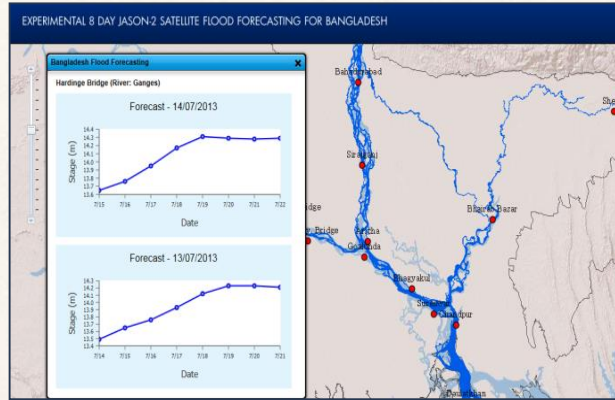 EXPERIMENTAL 8 DAY JASON-2 SATELLITE FLOOD FORECASTING FOR BANGLADESH
Bangladesh Flood Forecasting
Hardinge Bridge (River: Ganges)
Forecast - 14/07/2013
Stage (m)
14.4
14.3
14.2
14.1
14.0
13.9
13.8
13.7
13.6
7/15 7/16 7/17 7/18 7/19 7/20 7/21 7/22
Date
Forecast - 13/07/2013
Stage (m)
14.3
14.2
14.1
14.0
13.9
13.8
13.7
13.6
13.5
13.4
7/14 7/15 7/16 7/17 7/18 7/19 7/20 7/21
Date
Bahadurabad
She
Sirajganj
Bhairab Bazar
Aricha
Bridge
Goalunda
Bhagyakul
Chandpur